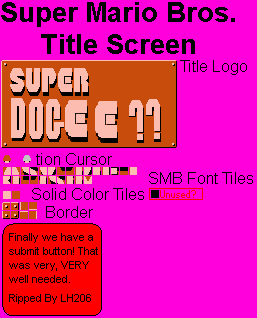 Super Mario Bros.
Title Screen
Title Logo
SUPER
DOGEE ??
tion Cursor
SMB Font Tiles
Solid Color Tiles
Border
Finally we have a
submit button! That
was very, VERY
well needed.
Ripped By LH206